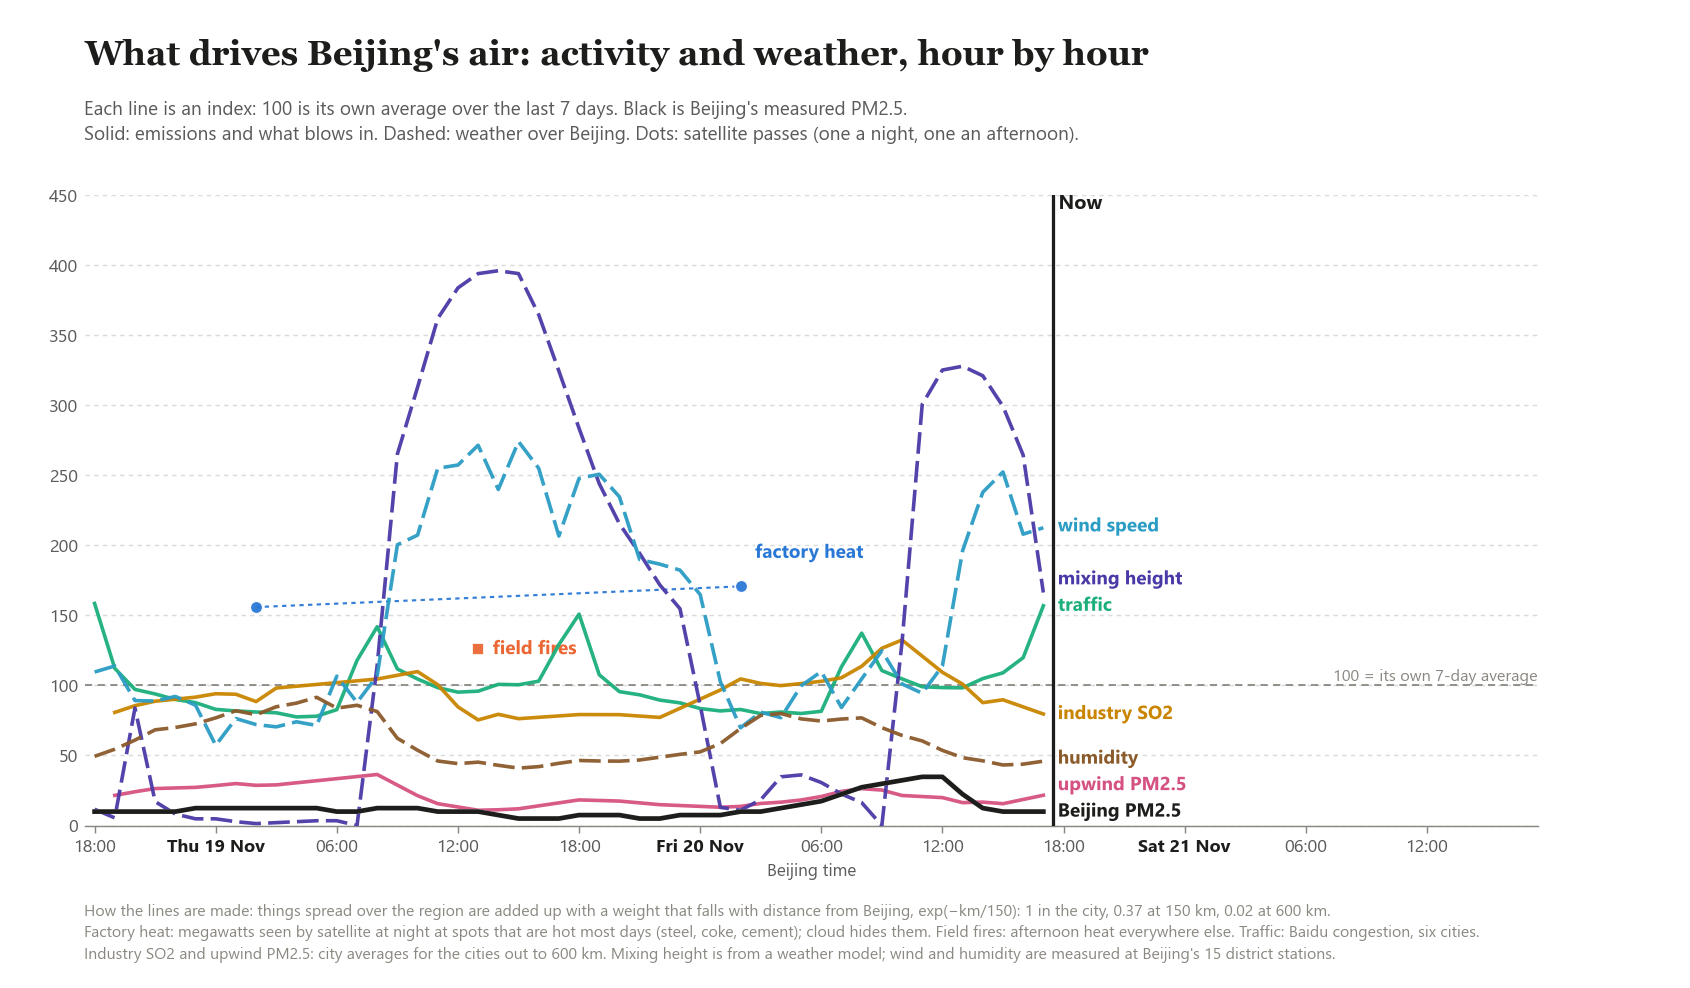 What drives Beijing's air: activity and weather, hour by hour
Each line is an index: 100 is its own average over the last 7 days. Black is Beijing's measured PM2.5.
Solid: emissions and what blows in. Dashed: weather over Beijing. Dots: satellite passes (one a night, one an afternoon).
450
Now
400
350
300
250
wind speed
200
factory heat
mixing height
150
traffic
field fires
100
100 = its own 7-day average
industry SO2
50
humidity
upwind PM2.5
Beijing PM2.5
0
18:00 Thu 19 Nov 06:00 12:00 18:00 Fri 20 Nov 06:00 12:00 18:00 Sat 21 Nov 06:00 12:00
Beijing time
How the lines are made: things spread over the region are added up with a weight that falls with distance from Beijing, exp(−km/150): 1 in the city, 0.37 at 150 km, 0.02 at 600 km.
Factory heat: megawatts seen by satellite at night at spots that are hot most days (steel, coke, cement); cloud hides them. Field fires: afternoon heat everywhere else. Traffic: Baidu congestion, six cities.
Industry SO2 and upwind PM2.5: city averages for the cities out to 600 km. Mixing height is from a weather model; wind and humidity are measured at Beijing's 15 district stations.